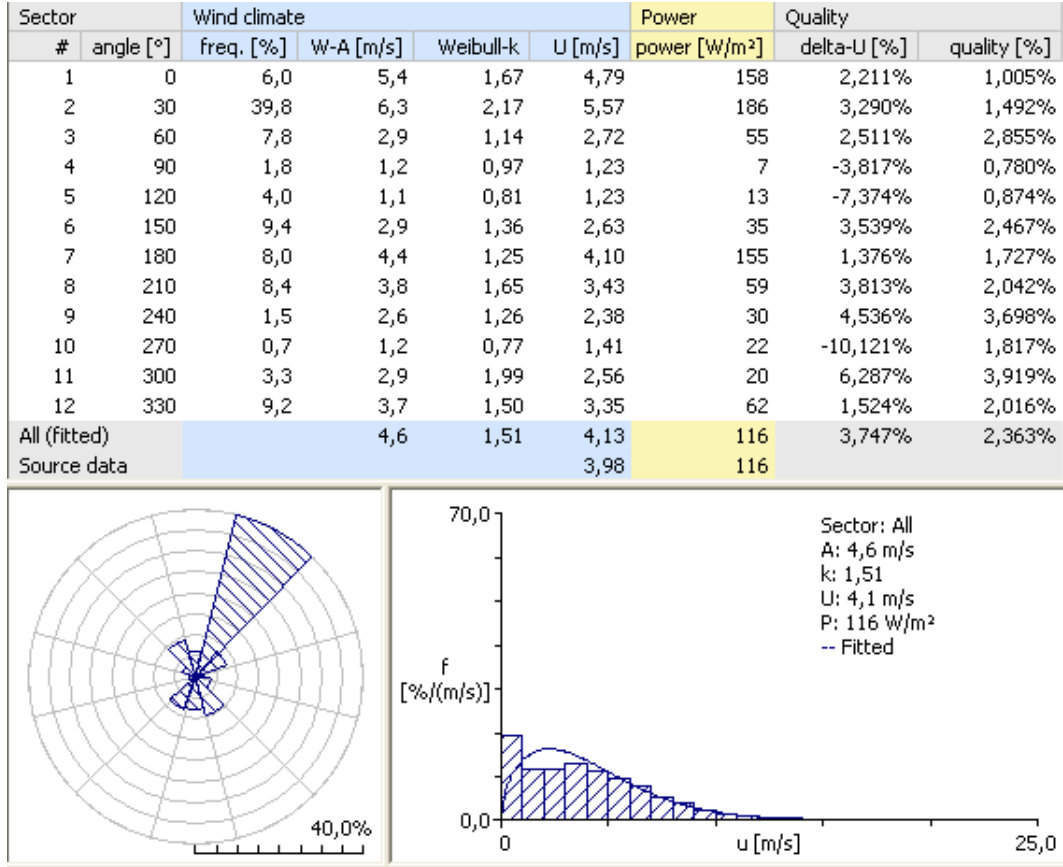 Sector Wind climate Power Quality
# angle [°] freq. [%] W-A [m/s] Weibull-k U [m/s] power [W/m²] delta-U [%] quality [%]
1 0 6,0 5,4 1,67 4,79 158 2,211% 1,005%
2 30 39,8 6,3 2,17 5,57 186 3,290% 1,492%
3 60 7,8 2,9 1,14 2,72 55 2,511% 2,855%
4 90 1,8 1,2 0,97 1,23 7 -3,817% 0,780%
5 120 4,0 1,1 0,81 1,23 13 -7,374% 0,874%
6 150 9,4 2,9 1,36 2,63 35 3,539% 2,467%
7 180 8,0 4,4 1,25 4,10 155 1,376% 1,727%
8 210 8,4 3,8 1,65 3,43 59 3,813% 2,042%
9 240 1,5 2,6 1,26 2,38 30 4,536% 3,698%
10 270 0,7 1,2 0,77 1,41 22 -10,121% 1,817%
11 300 3,3 2,9 1,99 2,56 20 6,287% 3,919%
12 330 9,2 3,7 1,50 3,35 62 1,524% 2,016%
All (fitted) 4,6 1,51 4,13 116 3,747% 2,363%
Source data 3,98 116
40,0%
70,0
Sector: All
A: 4,6 m/s
k: 1,51
U: 4,1 m/s
P: 116 W/m²
-- Fitted
f
[%/(m/s)]
0,0
0 u [m/s] 25,0